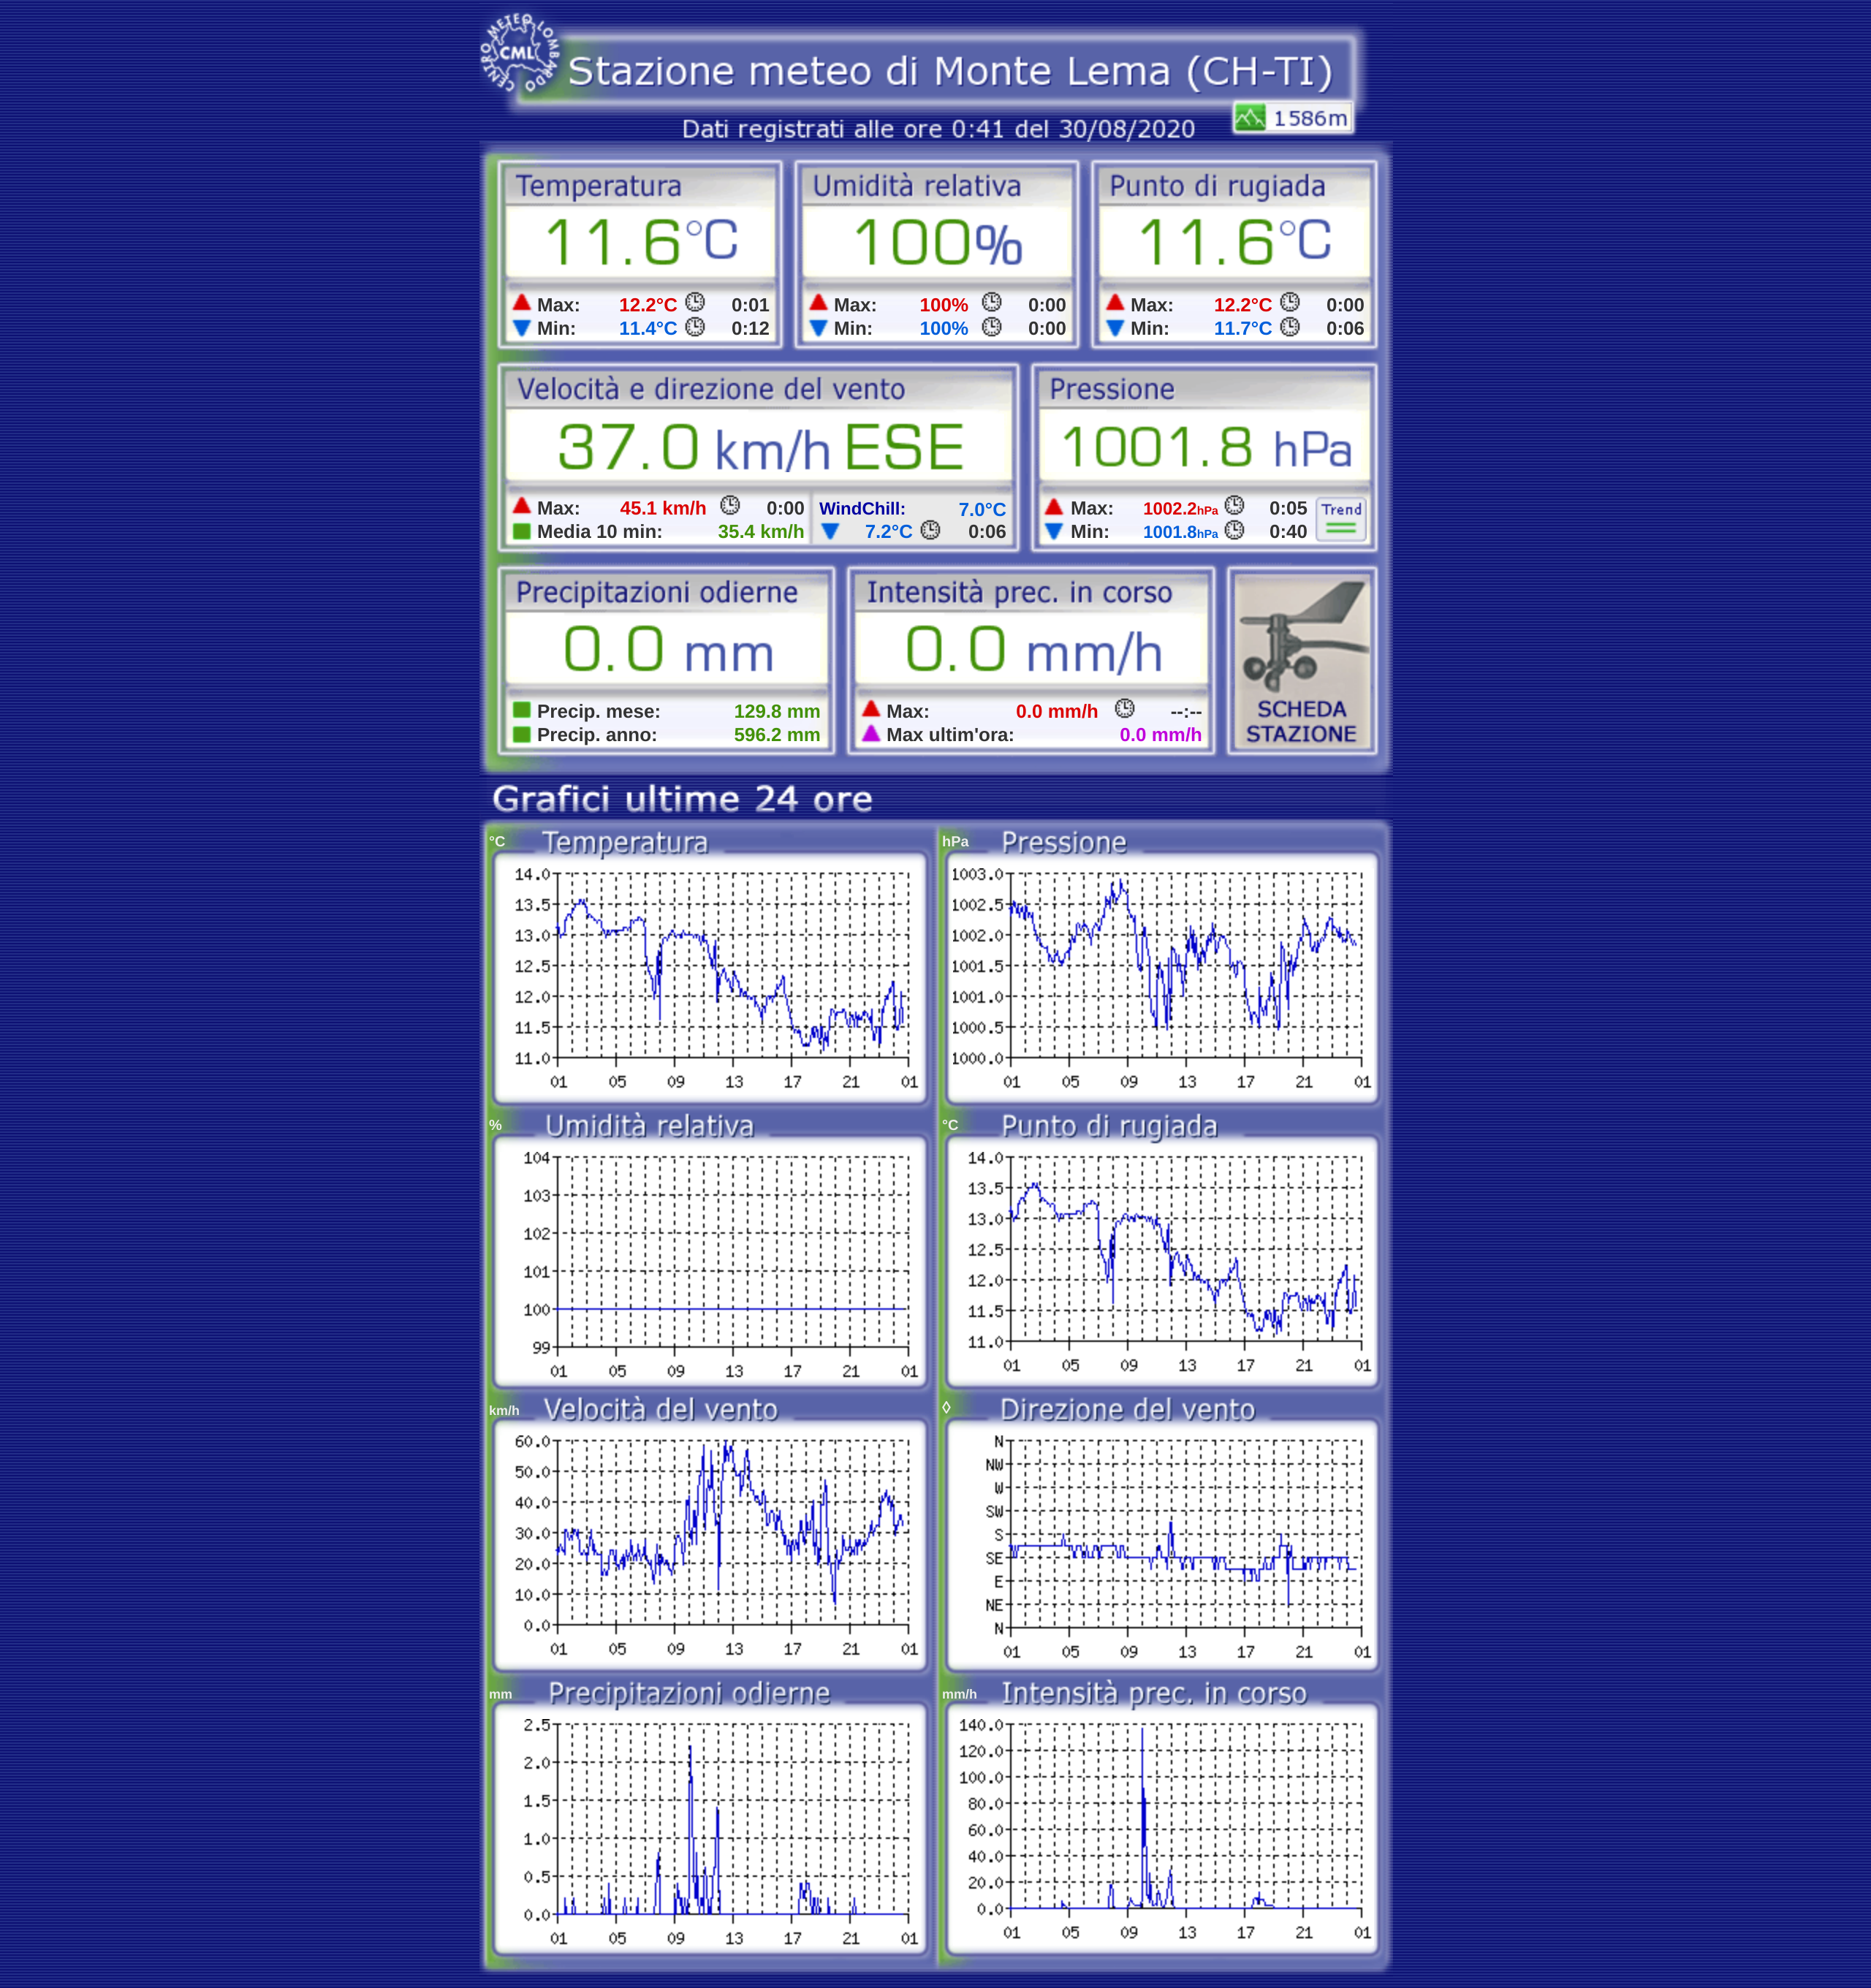 CENTRO METEO LOMBARDO
CML
Stazione meteo di Monte Lema (CH-TI)
1586m
Dati registrati alle ore 0:41 del 30/08/2020
Temperatura
11.6°C
Max: 12.2°C 0:01
Min: 11.4°C 0:12
Umidità relativa
100%
Max: 100% 0:00
Min: 100% 0:00
Punto di rugiada
11.6°C
Max: 12.2°C 0:00
Min: 11.7°C 0:06
Velocità e direzione del vento
37.0 km/h ESE
Max: 45.1 km/h 0:00
Media 10 min: 35.4 km/h
WindChill: 7.0°C
7.2°C 0:06
Pressione
1001.8 hPa
Max: 1002.2hPa 0:05
Min: 1001.8hPa 0:40
Trend
Precipitazioni odierne
0.0 mm
Precip. mese: 129.8 mm
Precip. anno: 596.2 mm
Intensità prec. in corso
0.0 mm/h
Max: 0.0 mm/h --:--
Max ultim'ora: 0.0 mm/h
SCHEDA
STAZIONE
Grafici ultime 24 ore
°C Temperatura
14.0
13.5
13.0
12.5
12.0
11.5
11.0
01 05 09 13 17 21 01
hPa Pressione
1003.0
1002.5
1002.0
1001.5
1001.0
1000.5
1000.0
01 05 09 13 17 21 01
% Umidità relativa
104
103
102
101
100
99
01 05 09 13 17 21 01
°C Punto di rugiada
14.0
13.5
13.0
12.5
12.0
11.5
11.0
01 05 09 13 17 21 01
km/h Velocità del vento
60.0
50.0
40.0
30.0
20.0
10.0
0.0
01 05 09 13 17 21 01
◊ Direzione del vento
N
NW
W
SW
S
SE
E
NE
N
01 05 09 13 17 21 01
mm Precipitazioni odierne
2.5
2.0
1.5
1.0
0.5
0.0
01 05 09 13 17 21 01
mm/h Intensità prec. in corso
140.0
120.0
100.0
80.0
60.0
40.0
20.0
0.0
01 05 09 13 17 21 01